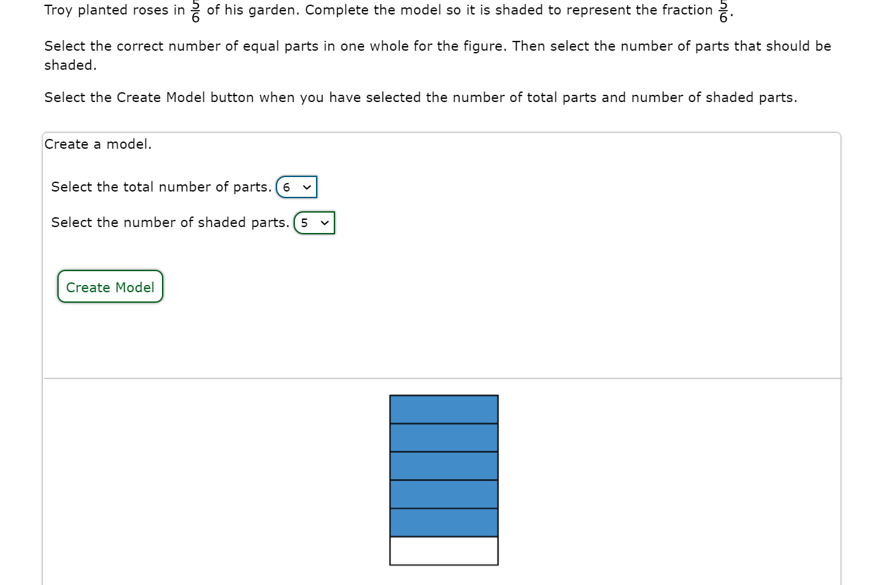 Troy planted roses in 5/6 of his garden. Complete the model so it is shaded to represent the fraction 5/6.
Select the correct number of equal parts in one whole for the figure. Then select the number of parts that should be
shaded.
Select the Create Model button when you have selected the number of total parts and number of shaded parts.
Create a model.
Select the total number of parts. 6
Select the number of shaded parts. 5
Create Model